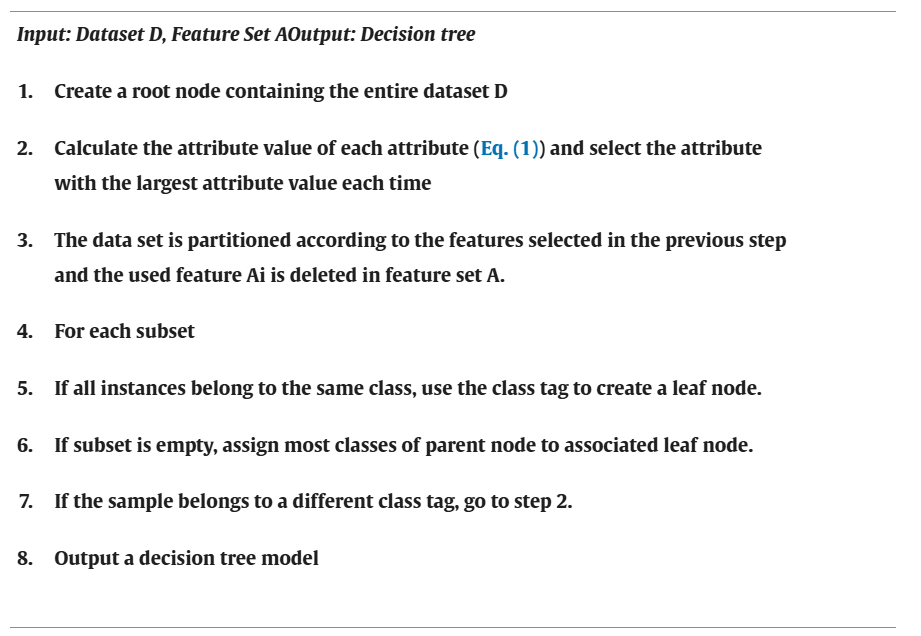 Input: Dataset D, Feature Set AOutput: Decision tree
1. Create a root node containing the entire dataset D
2. Calculate the attribute value of each attribute (Eq. (1)) and select the attribute
with the largest attribute value each time
3. The data set is partitioned according to the features selected in the previous step
and the used feature Ai is deleted in feature set A.
4. For each subset
5. If all instances belong to the same class, use the class tag to create a leaf node.
6. If subset is empty, assign most classes of parent node to associated leaf node.
7. If the sample belongs to a different class tag, go to step 2.
8. Output a decision tree model